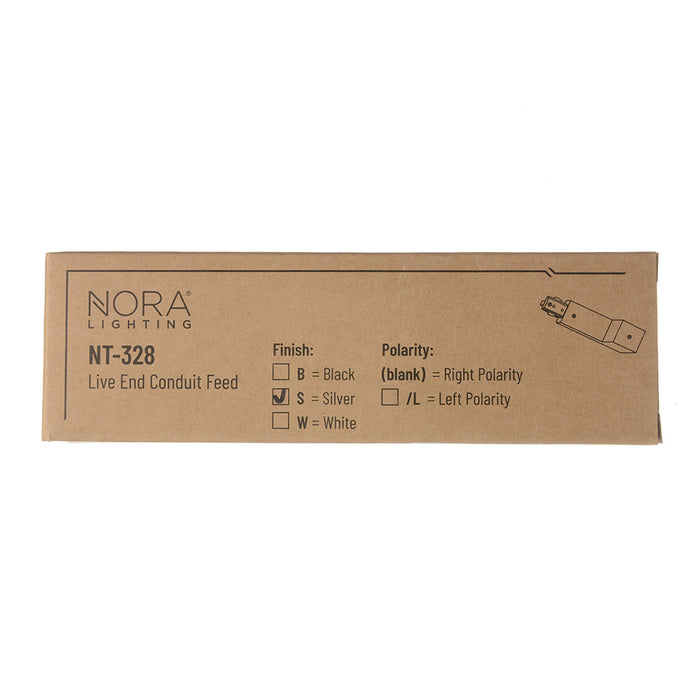 NORA®
LIGHTING
NT-328
Live End Conduit Feed
Finish:
B = Black
S = Silver
W = White
Polarity:
(blank) = Right Polarity
/L = Left Polarity